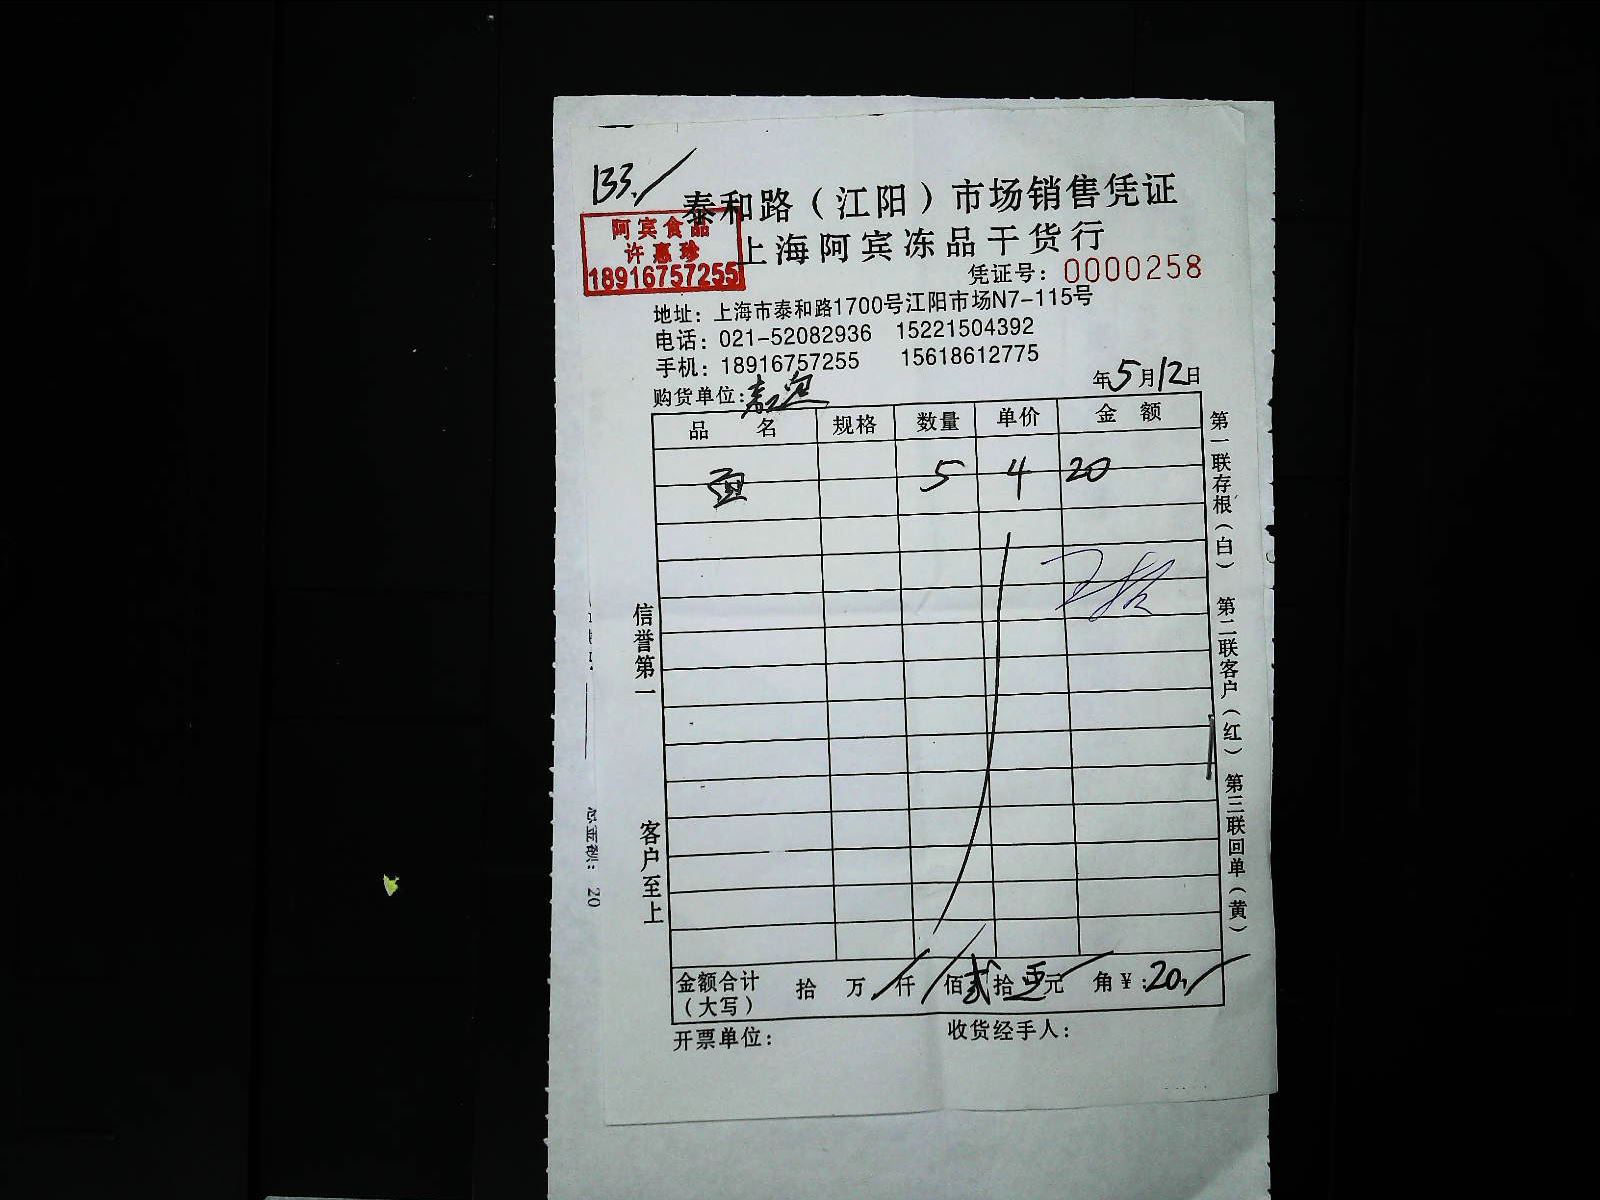 133
泰和路（江阳）市场销售凭证
上海阿宾冻品干货行
阿宾食品
许惠珍
18916757255
凭证号：0000258
地址：上海市泰和路1700号江阳市场N7-115号
电话：021-52082936 15221504392
手机：18916757255 15618612775
购货单位：
年5月12日
品 名 规格 数量 单价 金 额
5 4 20
信誉第一
客户至上
第一联存根（白） 第二联客户（红） 第三联回单（黄）
总金额：20
金额合计（大写） 拾 万 仟 佰 贰 拾 元 角 ￥：20
开票单位： 收货经手人：